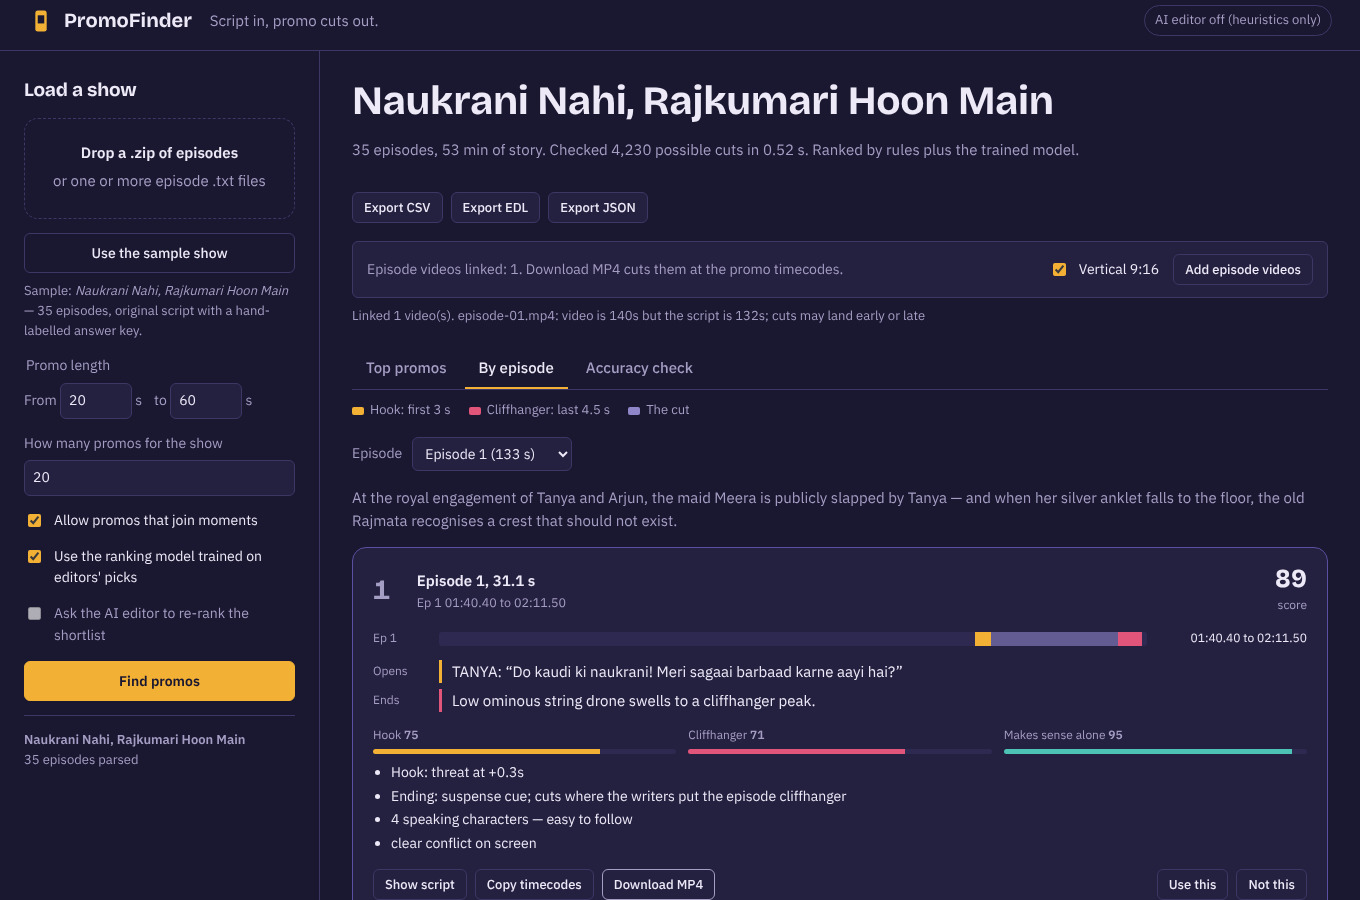 PromoFinder
Script in, promo cuts out.
AI editor off (heuristics only)
Load a show
Drop a .zip of episodes
or one or more episode .txt files
Use the sample show
Sample: Naukrani Nahi, Rajkumari Hoon Main
— 35 episodes, original script with a hand-
labelled answer key.
Promo length
From 20 s to 60 s
How many promos for the show
20
Allow promos that join moments
Use the ranking model trained on
editors' picks
Ask the AI editor to re-rank the
shortlist
Find promos
Naukrani Nahi, Rajkumari Hoon Main
35 episodes parsed
Naukrani Nahi, Rajkumari Hoon Main
35 episodes, 53 min of story. Checked 4,230 possible cuts in 0.52 s. Ranked by rules plus the trained model.
Export CSV
Export EDL
Export JSON
Episode videos linked: 1. Download MP4 cuts them at the promo timecodes.
Vertical 9:16
Add episode videos
Linked 1 video(s). episode-01.mp4: video is 140s but the script is 132s; cuts may land early or late
Top promos
By episode
Accuracy check
Hook: first 3 s
Cliffhanger: last 4.5 s
The cut
Episode
Episode 1 (133 s)
At the royal engagement of Tanya and Arjun, the maid Meera is publicly slapped by Tanya — and when her silver anklet falls to the floor, the old
Rajmata recognises a crest that should not exist.
1
Episode 1, 31.1 s
Ep 1 01:40.40 to 02:11.50
89
score
Ep 1
01:40.40 to 02:11.50
Opens
TANYA: “Do kaudi ki naukrani! Meri sagaai barbaad karne aayi hai?”
Ends
Low ominous string drone swells to a cliffhanger peak.
Hook 75
Cliffhanger 71
Makes sense alone 95
• Hook: threat at +0.3s
• Ending: suspense cue; cuts where the writers put the episode cliffhanger
• 4 speaking characters — easy to follow
• clear conflict on screen
Show script
Copy timecodes
Download MP4
Use this
Not this